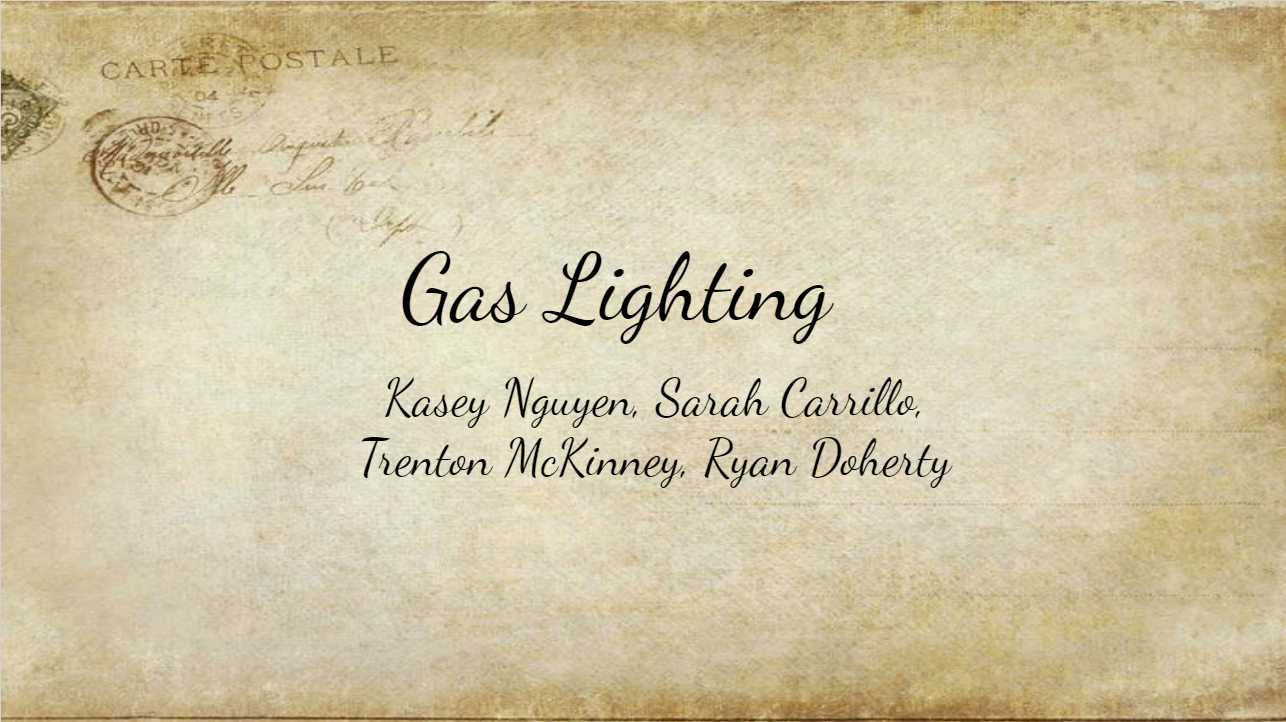 CARTE POSTALE
04
Gas Lighting
Kasey Nguyen, Sarah Carrillo,
Trenton McKinney, Ryan Doherty